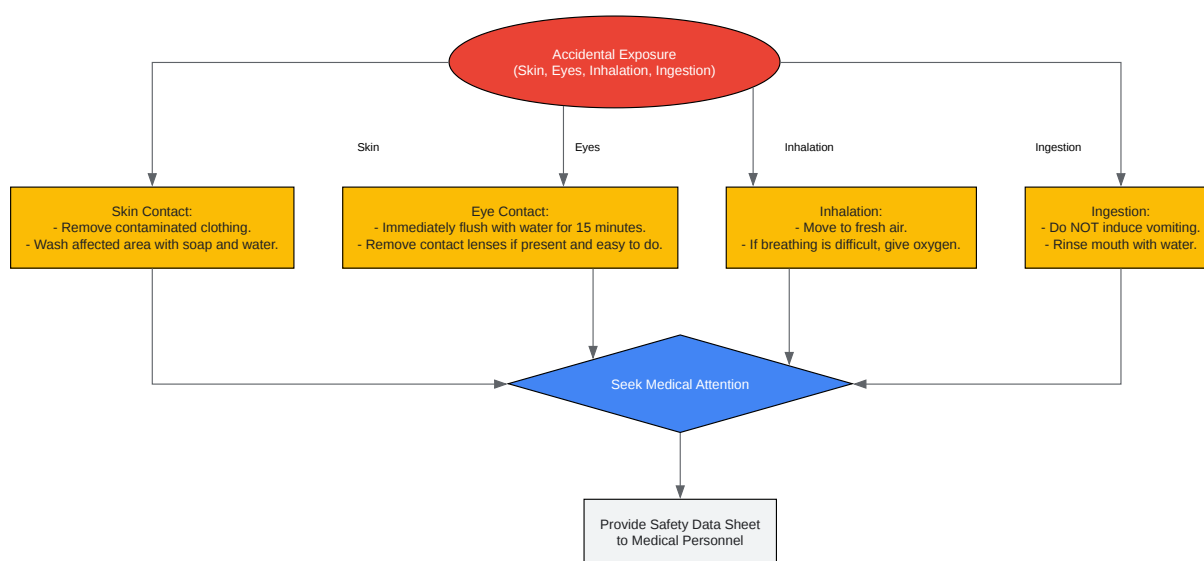 Accidental Exposure
(Skin, Eyes, Inhalation, Ingestion)
Skin
Eyes
Inhalation
Ingestion
Skin Contact:
- Remove contaminated clothing.
- Wash affected area with soap and water.
Eye Contact:
- Immediately flush with water for 15 minutes.
- Remove contact lenses if present and easy to do.
Inhalation:
- Move to fresh air.
- If breathing is difficult, give oxygen.
Ingestion:
- Do NOT induce vomiting.
- Rinse mouth with water.
Seek Medical Attention
Provide Safety Data Sheet
to Medical Personnel